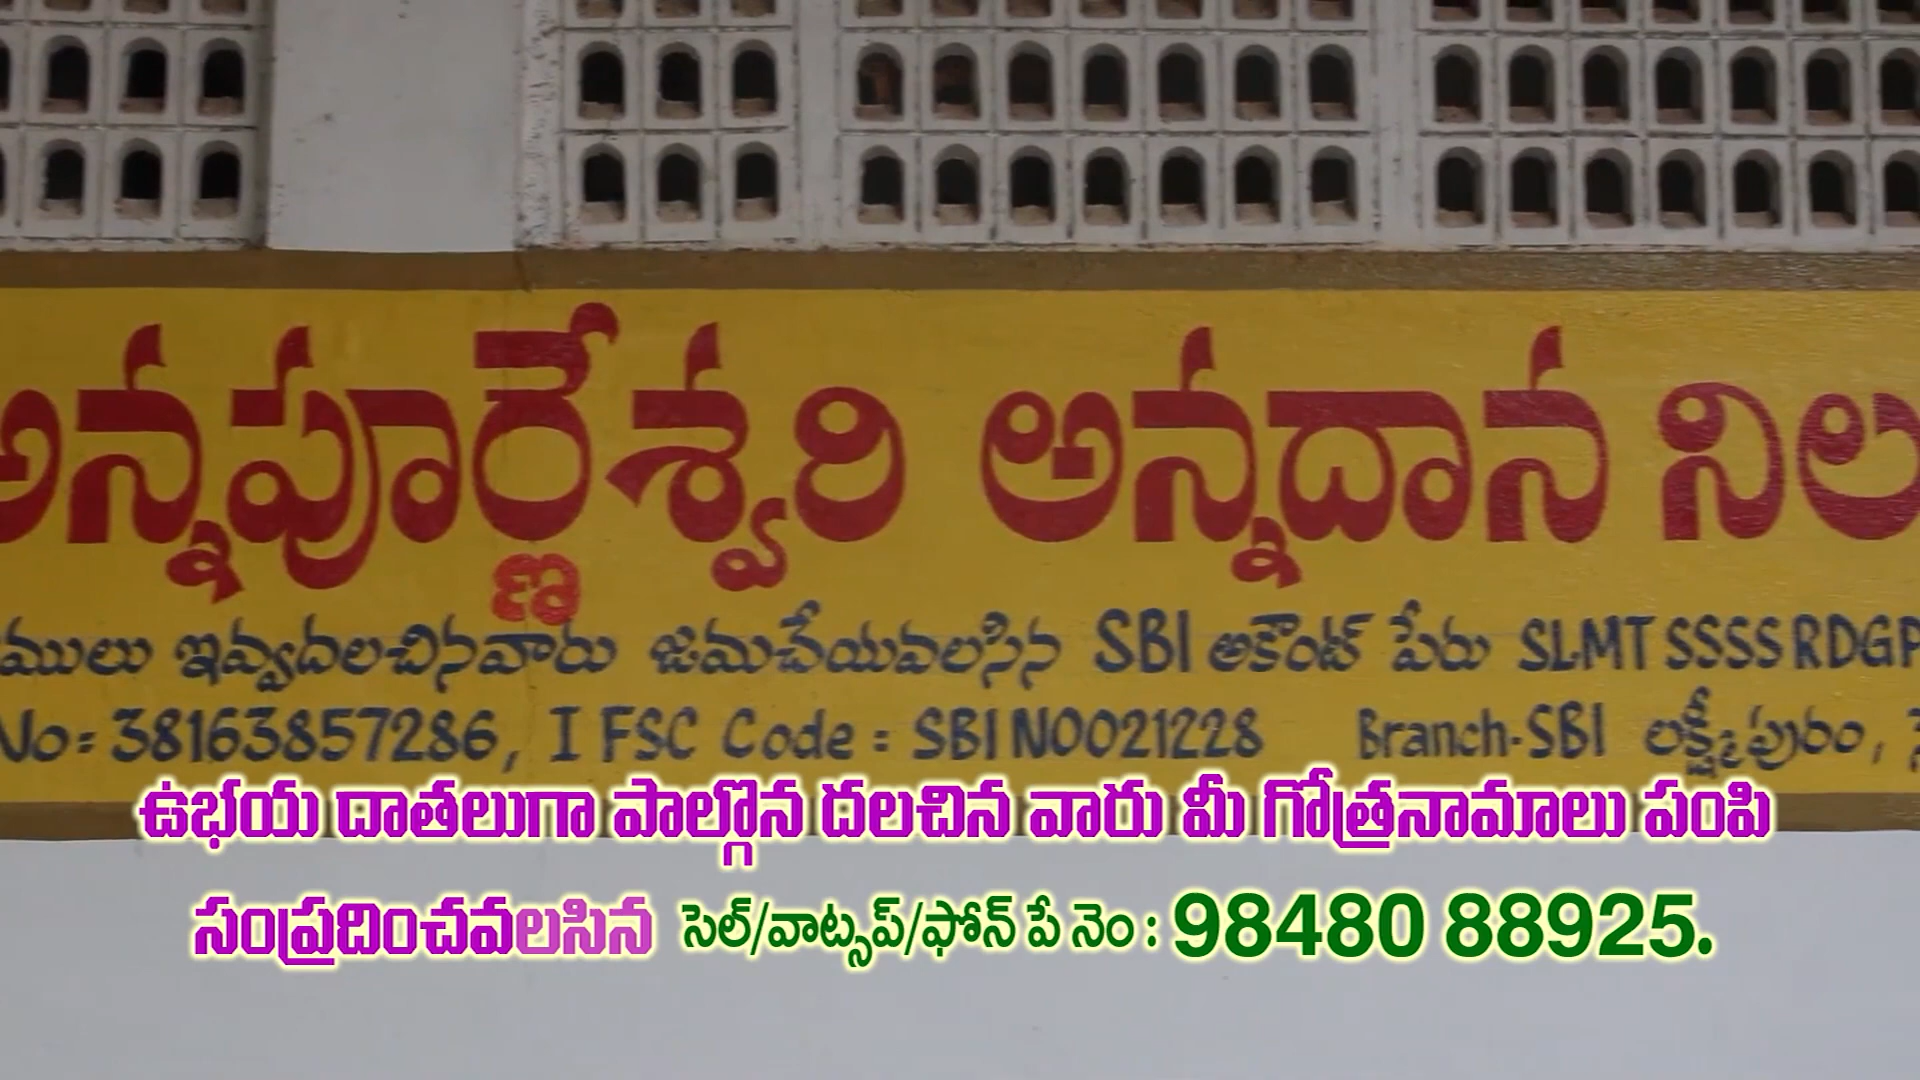 అన్నపూర్ణేశ్వరి అన్నదాన నిల
ణ
ములు ఇవ్వదలచినవారు జమచేయవలసిన SBI అకౌంట్ పేరు SLMT SSSS RDGP
No: 38163857286, I FSC Code : SBIN0021228 Branch-SBI లక్ష్మీపురం,
ఉభయ దాతలుగా పాల్గొన దలచిన వారు మీ గోత్రనామాలు పంపి
సంప్రదించవలసిన సెల్/వాట్సప్/ఫోన్ పే నెం : 98480 88925.